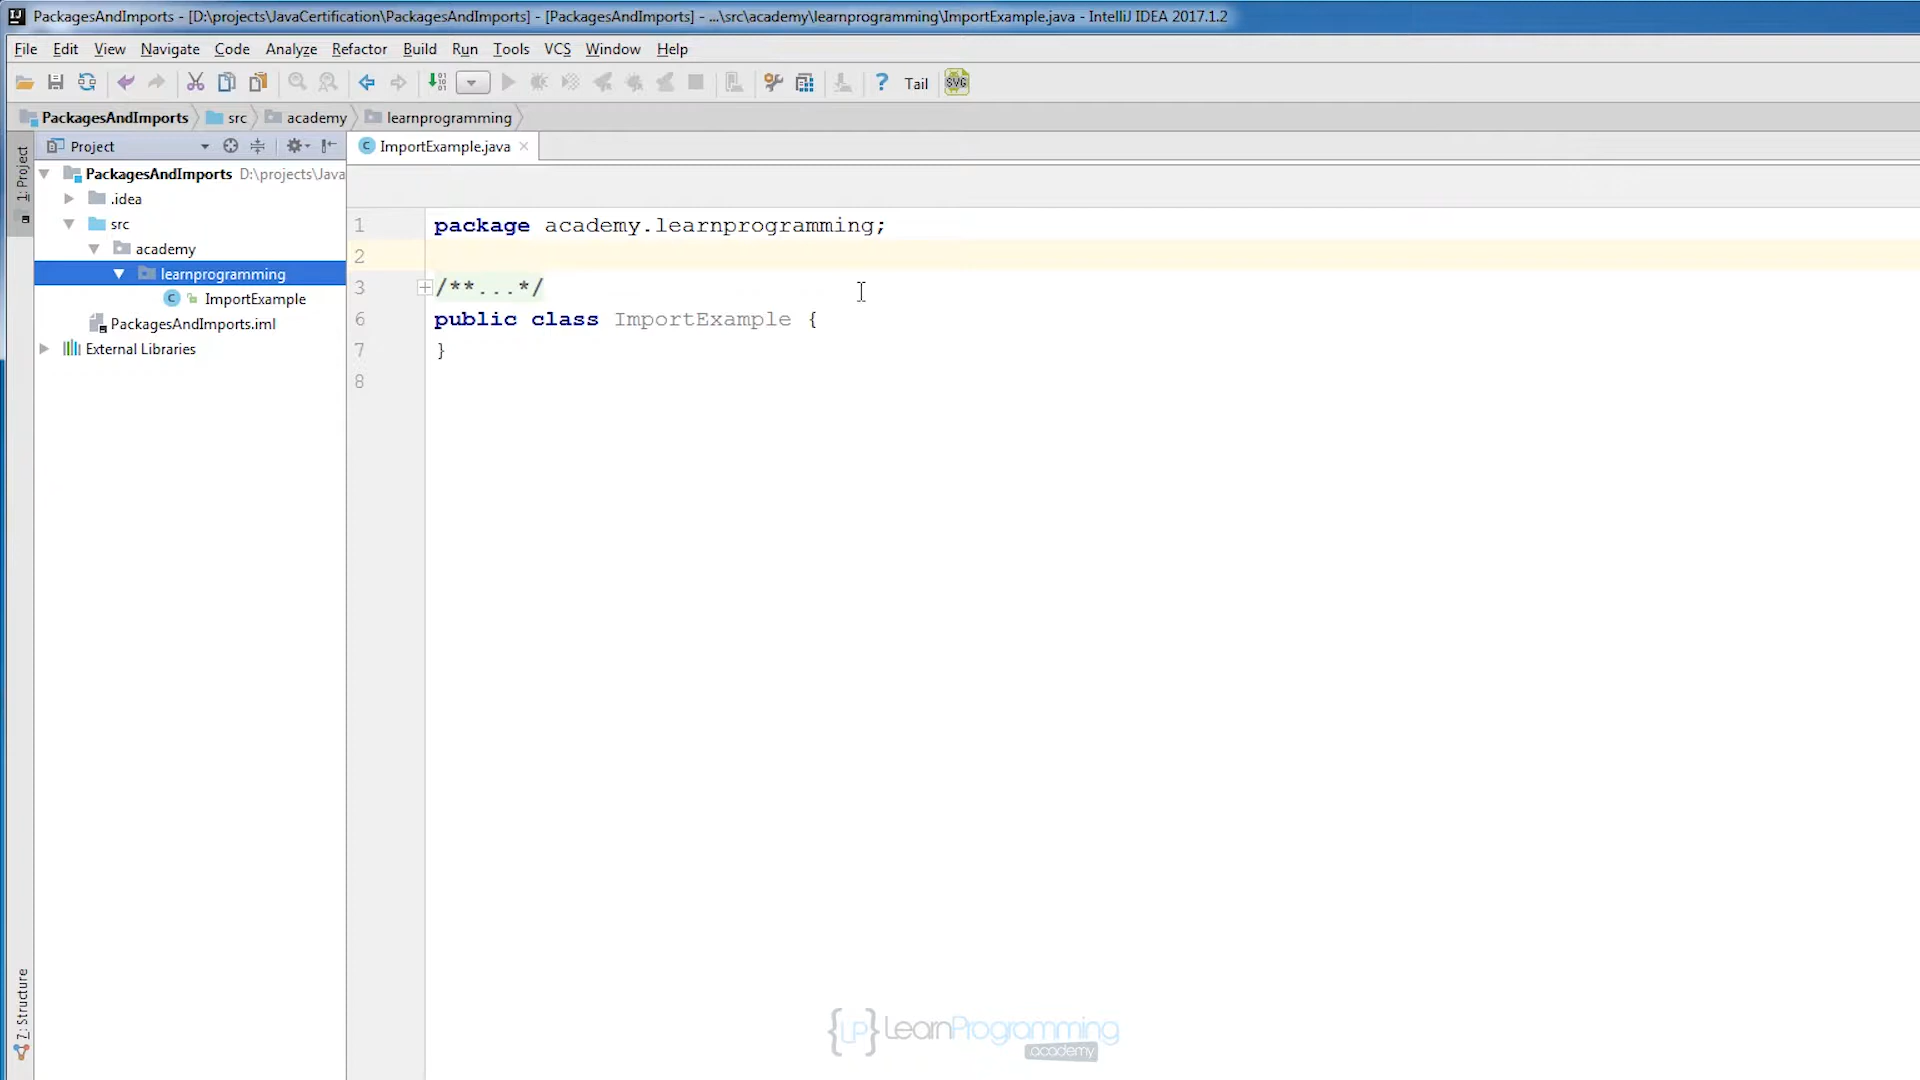 PackagesAndImports - [D:\projects\JavaCertification\PackagesAndImports] - [PackagesAndImports] - ...\src\academy\learnprogramming\ImportExample.java - IntelliJ IDEA 2017.1.2
File Edit View Navigate Code Analyze Refactor Build Run Tools VCS Window Help
? Tail SVG
PackagesAndImports src academy learnprogramming
1: Project
Project
ImportExample.java
PackagesAndImports D:\projects\Java
.idea
src
academy
learnprogramming
ImportExample
PackagesAndImports.iml
External Libraries
1 package academy.learnprogramming;
2
3 /**...*/
6 public class ImportExample {
7 }
8
7: Structure
{LP} LearnProgramming
.academy